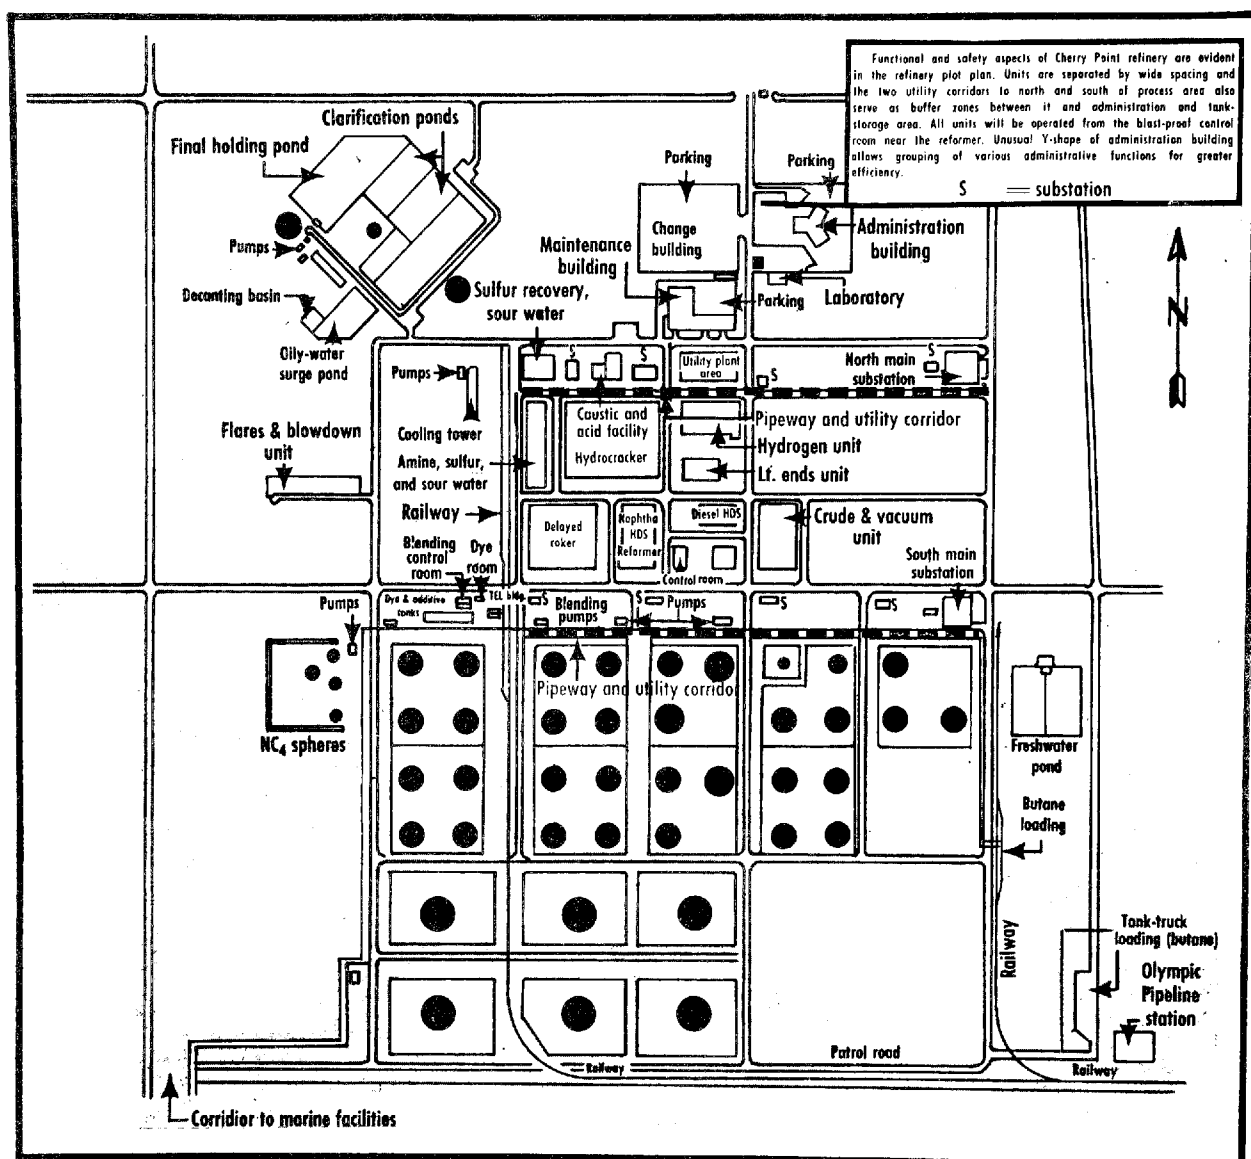 Functional and safety aspects of Cherry Point refinery are evident
in the refinery plot plan. Units are separated by wide spacing and
the two utility corridors to north and south of process area also
serve as buffer zones between it and administration and tank-
storage area. All units will be operated from the blast-proof control
room near the reformer. Unusual Y-shape of administration building
allows grouping of various administrative functions for greater
efficiency.
S = substation
Clarification ponds
Final holding pond
Parking
Parking
Pumps
Change
building
Administration
building
Maintenance
building
Decanting basin
Sulfur recovery,
sour water
Parking
Laboratory
N
Oily-water
surge pond
Pumps
S
S
Utility plant
area
S
S
North main
substation
Cooling tower
Caustic and
acid facility
Pipeway and utility corridor
Flares & blowdown
unit
Hydrocracker
Hydrogen unit
Amine, sulfur,
and sour water
Lt. ends unit
Railway
Delayed
roker
Naphtha
HDS
Reformer
Diesel HDS
Crude & vacuum
unit
Blending
control
room
Dye
room
Control room
South main
substation
Pumps
Dye & additive
tanks
TEL bldg.
S
Blending
pumps
S
Pumps
S
S
Pipeway and utility corridor
NC4 spheres
Freshwater
pond
Butane
loading
Railway
Tank-truck
loading (butane)
Olympic
Pipeline
station
Patrol road
Railway
Railway
Corridior to marine facilities